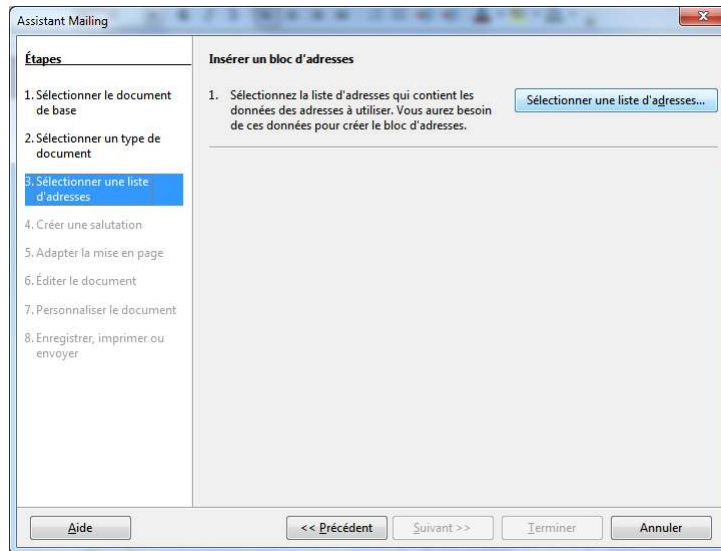 Assistant Mailing
Étapes
1. Sélectionner le document
de base
2. Sélectionner un type de
document
3. Sélectionner une liste
d'adresses
4. Créer une salutation
5. Adapter la mise en page
6. Éditer le document
7. Personnaliser le document
8. Enregistrer, imprimer ou
envoyer
Insérer un bloc d'adresses
1. Sélectionnez la liste d'adresses qui contient les
données des adresses à utiliser. Vous aurez besoin
de ces données pour créer le bloc d'adresses.
Sélectionner une liste d'adresses...
Aide
<< Précédent
Suivant >>
Terminer
Annuler